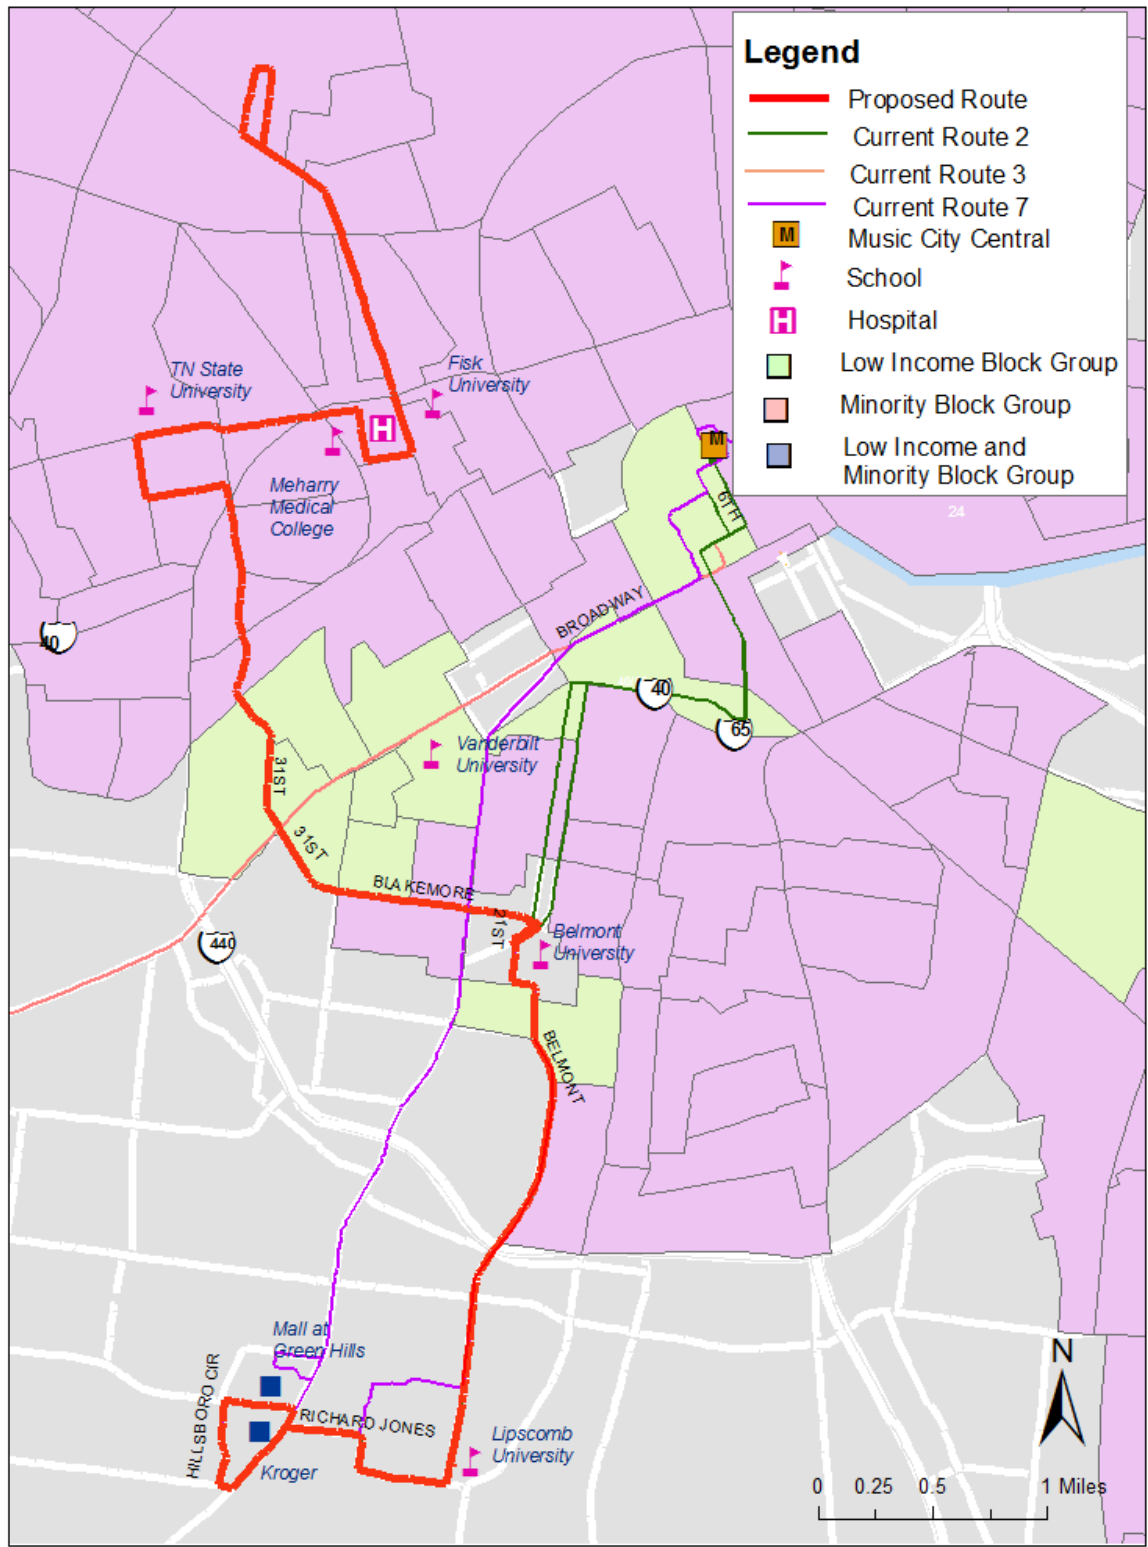 Legend
Proposed Route
Current Route 2
Current Route 3
Current Route 7
M
Music City Central
School
H
Hospital
Low Income Block Group
Minority Block Group
Low Income and
Minority Block Group
TN State
University
Fisk
University
H
Meharry
Medical
College
M
6TH
24
BROADWAY
40
40
65
Vanderbilt
University
31ST
31ST
BLAKEMORE
21ST
Belmont
University
440
BELMONT
Mall at
Green Hills
HILLSBORO CIR
RICHARD JONES
Kroger
Lipscomb
University
N
0 0.25 0.5 1 Miles